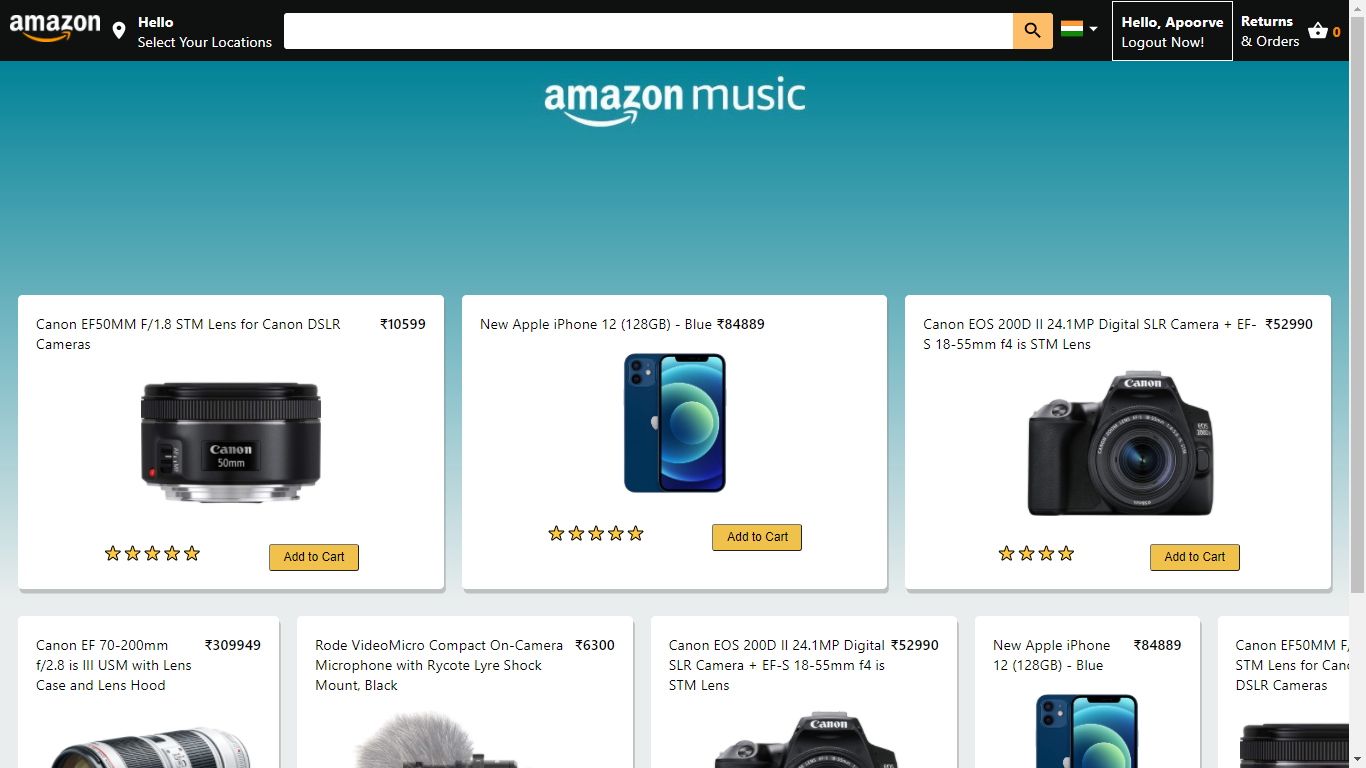 amazon
Hello
Select Your Locations
Hello, Apoorve
Logout Now!
Returns
& Orders
0
amazon music
Canon EF50MM F/1.8 STM Lens for Canon DSLR
Cameras
₹10599
Canon
50mm
Add to Cart
New Apple iPhone 12 (128GB) - Blue ₹84889
Add to Cart
Canon EOS 200D II 24.1MP Digital SLR Camera + EF-
S 18-55mm f4 is STM Lens
₹52990
Canon
EOS
Add to Cart
Canon EF 70-200mm
f/2.8 is III USM with Lens
Case and Lens Hood
₹309949
Rode VideoMicro Compact On-Camera
Microphone with Rycote Lyre Shock
Mount, Black
₹6300
Canon EOS 200D II 24.1MP Digital
SLR Camera + EF-S 18-55mm f4 is
STM Lens
₹52990
Canon
New Apple iPhone
12 (128GB) - Blue
₹84889
Canon EF50MM F/
STM Lens for Can
DSLR Cameras